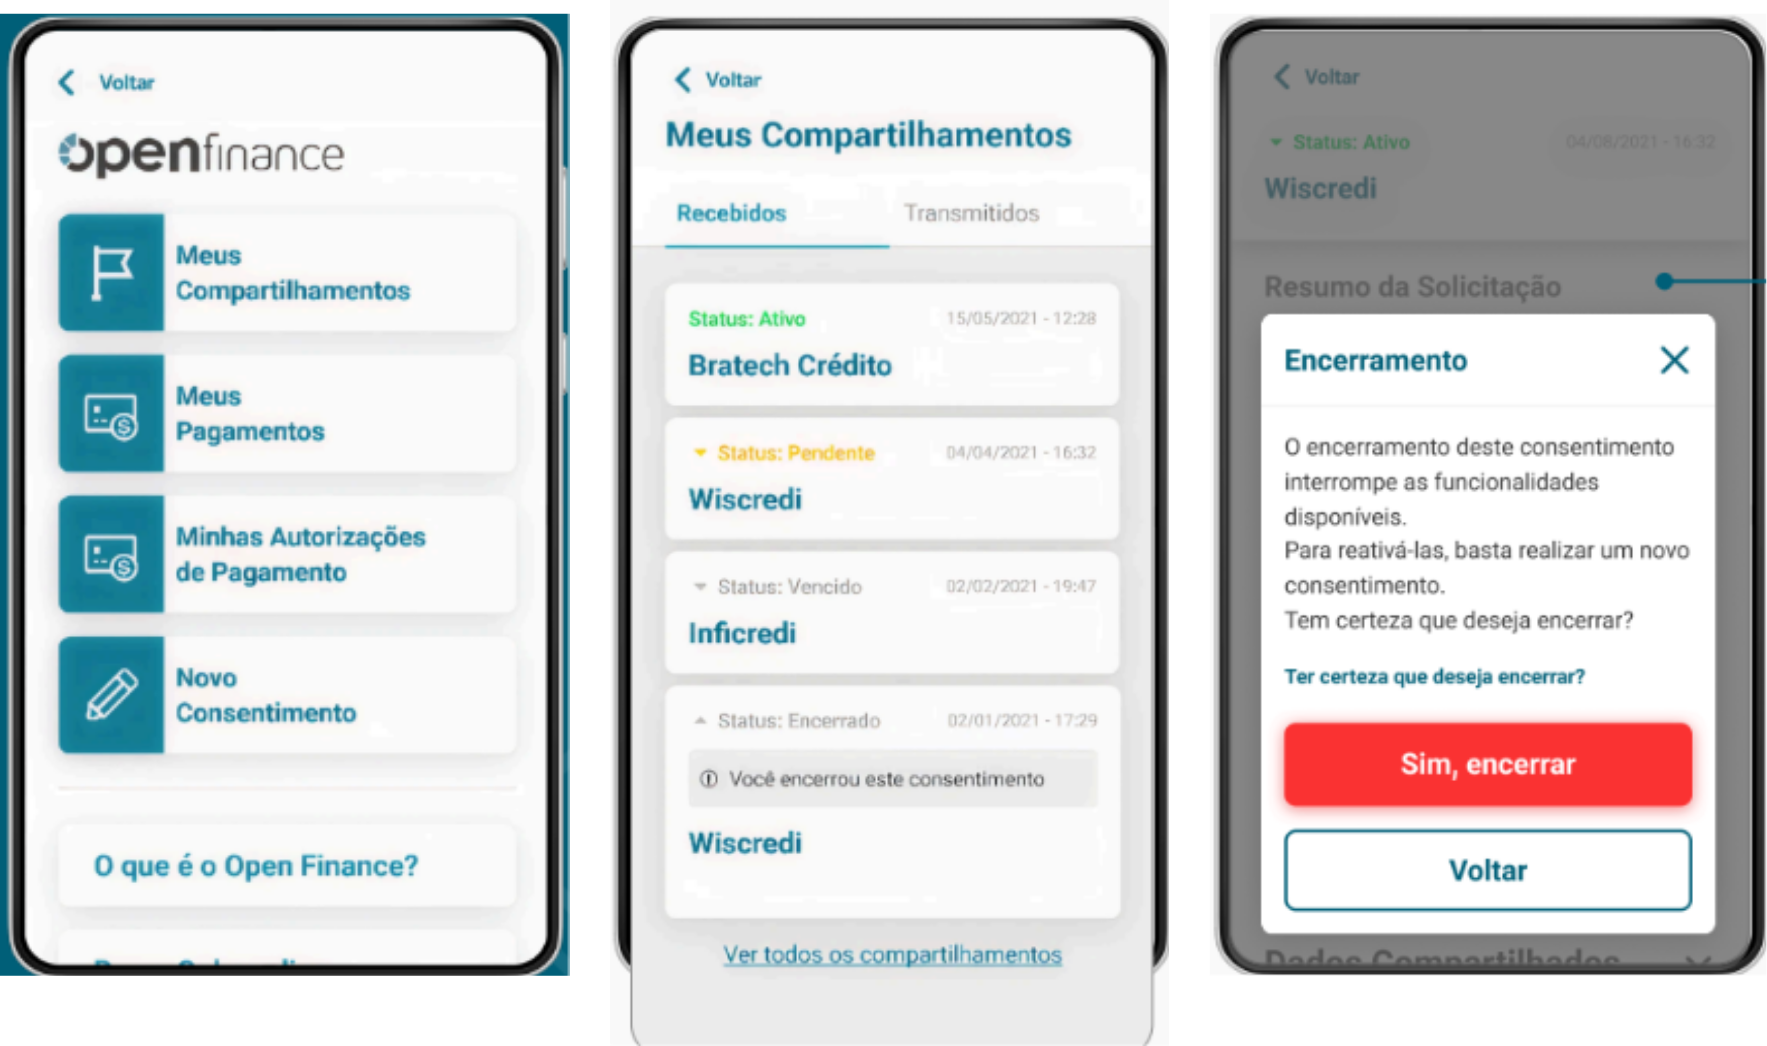 Voltar
openfinance
Meus
Compartilhamentos
Meus
Pagamentos
Minhas Autorizações
de Pagamento
Novo
Consentimento
O que é o Open Finance?
Voltar
Meus Compartilhamentos
Recebidos Transmitidos
Status: Ativo 15/05/2021 - 12:28
Bratech Crédito
Status: Pendente 04/04/2021 - 16:32
Wiscredi
Status: Vencido 02/02/2021 - 19:47
Inficredi
Status: Encerrado 02/01/2021 - 17:29
Você encerrou este consentimento
Wiscredi
Ver todos os compartilhamentos
Voltar
Status: Ativo 04/08/2021 - 16:32
Wiscredi
Resumo da Solicitação
Encerramento
O encerramento deste consentimento
interrompe as funcionalidades
disponíveis.
Para reativá-las, basta realizar um novo
consentimento.
Tem certeza que deseja encerrar?
Ter certeza que deseja encerrar?
Sim, encerrar
Voltar
Dados Compartilhados